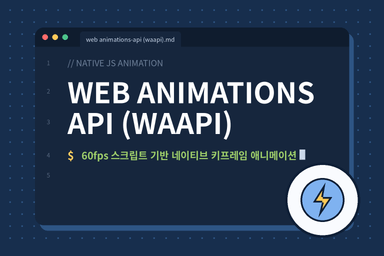 web animations-api (waapi).md
1 // NATIVE JS ANIMATION
2 WEB ANIMATIONS
3 API (WAAPI)
4 $ 60fps 스크립트 기반 네이티브 키프레임 애니메이션
5